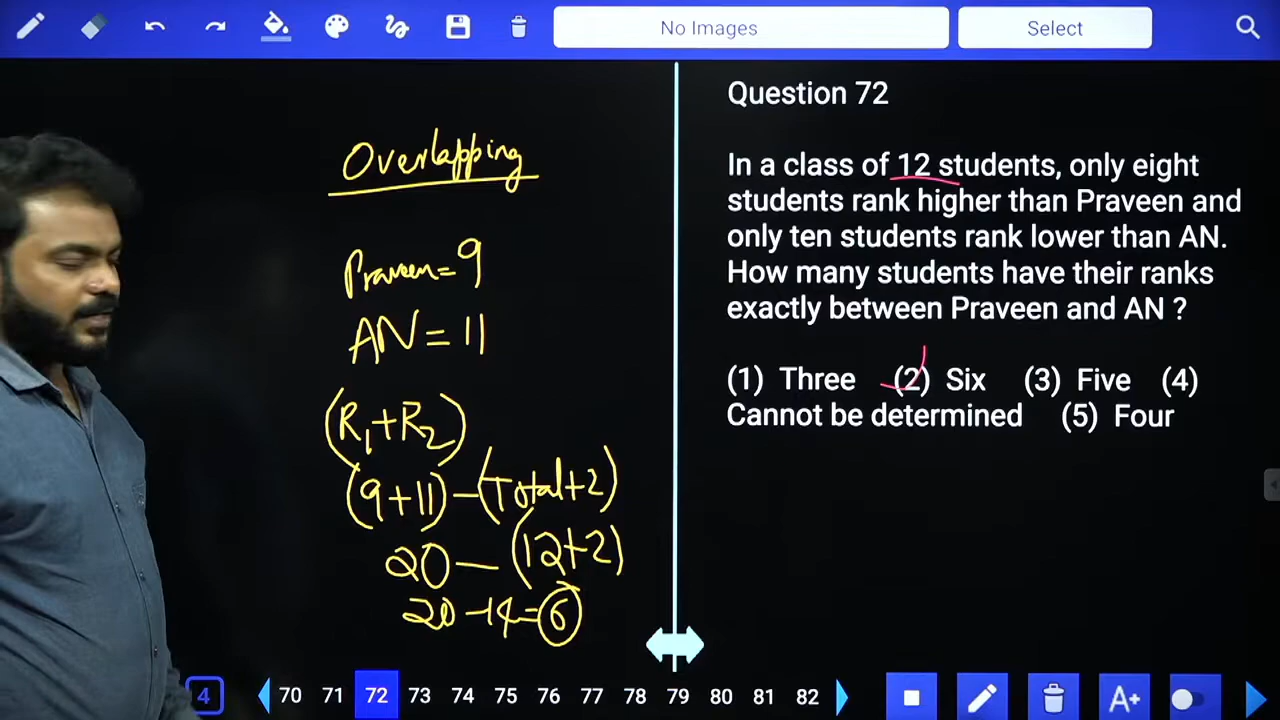 No Images
Select
Overlapping
Praveen = 9
AN = 11
(R1+R2)
(9+11) - (Total+2)
20 - (12+2)
20 - 14 = 6
Question 72
In a class of 12 students, only eight
students rank higher than Praveen and
only ten students rank lower than AN.
How many students have their ranks
exactly between Praveen and AN ?
(1) Three (2) Six (3) Five (4)
Cannot be determined (5) Four
4 70 71 72 73 74 75 76 77 78 79 80 81 82 A+